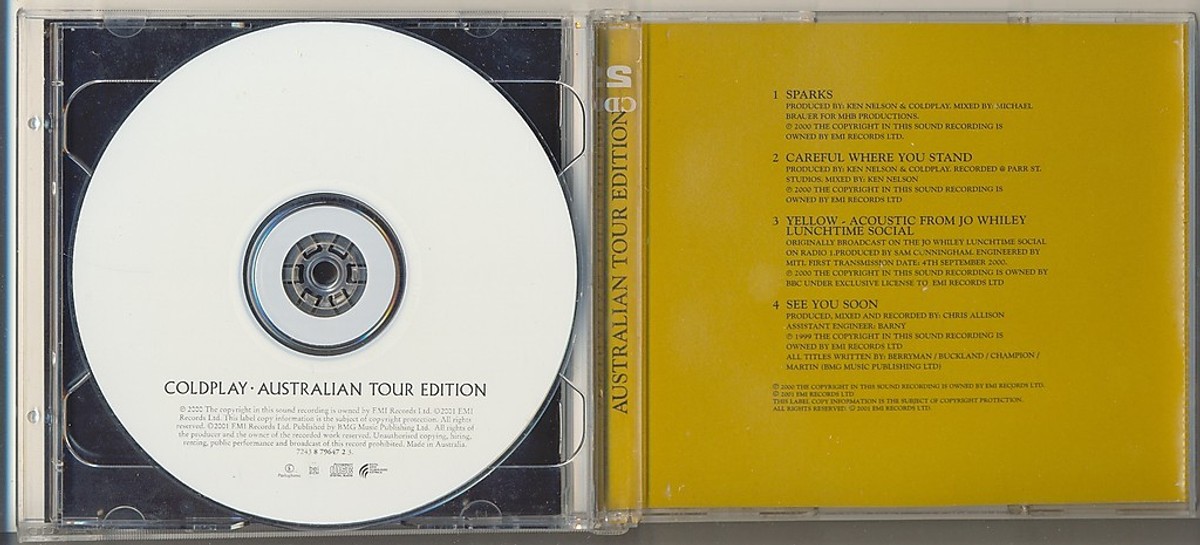 COLDPLAY · AUSTRALIAN TOUR EDITION
℗ 2000 The copyright in this sound recording is owned by EMI Records Ltd. ©2001 EMI
Records Ltd. This label copy information is the subject of copyright protection. All rights
reserved. ©2001 EMI Records Ltd. Published by BMG Music Publishing Ltd. All rights of
the producer and the owner of the recorded work reserved. Unauthorised copying, hiring,
renting, public performance and broadcast of this record prohibited. Made in Australia.
7243 8 79647 2 3.
Parlophone
2
CD
AUSTRALIAN TOUR EDITION
1 SPARKS
PRODUCED BY: KEN NELSON & COLDPLAY. MIXED BY: MICHAEL
BRAUER FOR MHB PRODUCTIONS.
℗ 2000 THE COPYRIGHT IN THIS SOUND RECORDING IS
OWNED BY EMI RECORDS LTD.
2 CAREFUL WHERE YOU STAND
PRODUCED BY: KEN NELSON & COLDPLAY. RECORDED @ PARR ST.
STUDIOS. MIXED BY: KEN NELSON
℗ 2000 THE COPYRIGHT IN THIS SOUND RECORDING IS
OWNED BY EMI RECORDS LTD
3 YELLOW - ACOUSTIC FROM JO WHILEY
LUNCHTIME SOCIAL
ORIGINALLY BROADCAST ON THE JO WHILEY LUNCHTIME SOCIAL
ON RADIO 1.PRODUCED BY SAM CUNNINGHAM. ENGINEERED BY
MITI. FIRST TRANSMISSION DATE: 4TH SEPTEMBER 2000.
℗ 2000 THE COPYRIGHT IN THIS SOUND RECORDING IS OWNED BY
BBC UNDER EXCLUSIVE LICENSE TO EMI RECORDS LTD
4 SEE YOU SOON
PRODUCED, MIXED AND RECORDED BY: CHRIS ALLISON
ASSISTANT ENGINEER: BARNY
℗ 1999 THE COPYRIGHT IN THIS SOUND RECORDING IS
OWNED BY EMI RECORDS LTD
ALL TITLES WRITTEN BY: BERRYMAN / BUCKLAND / CHAMPION /
MARTIN (BMG MUSIC PUBLISHING LTD)
℗ 2000 THE COPYRIGHT IN THIS SOUND RECORDING IS OWNED BY EMI RECORDS LTD.
© 2001 EMI RECORDS LTD
THIS LABEL COPY INFORMATION IS THE SUBJECT OF COPYRIGHT PROTECTION.
ALL RIGHTS RESERVED. © 2001 EMI RECORDS LTD.